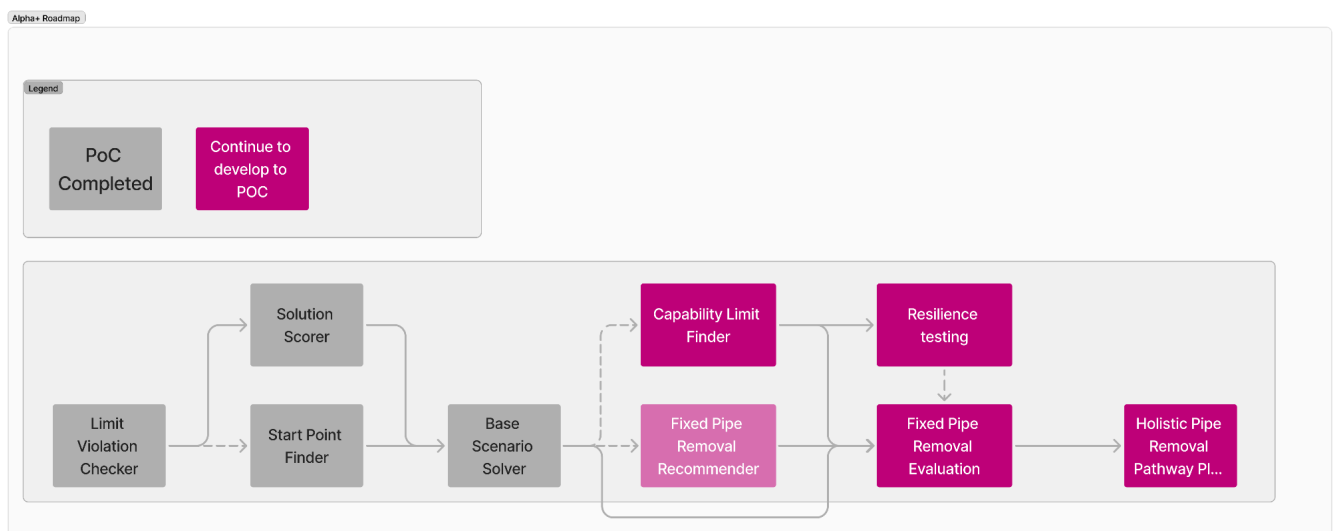 Alpha+ Roadmap
Legend
PoC
Completed
Continue to
develop to
POC
Solution
Scorer
Capability Limit
Finder
Resilience
testing
Limit
Violation
Checker
Start Point
Finder
Base
Scenario
Solver
Fixed Pipe
Removal
Recommender
Fixed Pipe
Removal
Evaluation
Holistic Pipe
Removal
Pathway Pl...